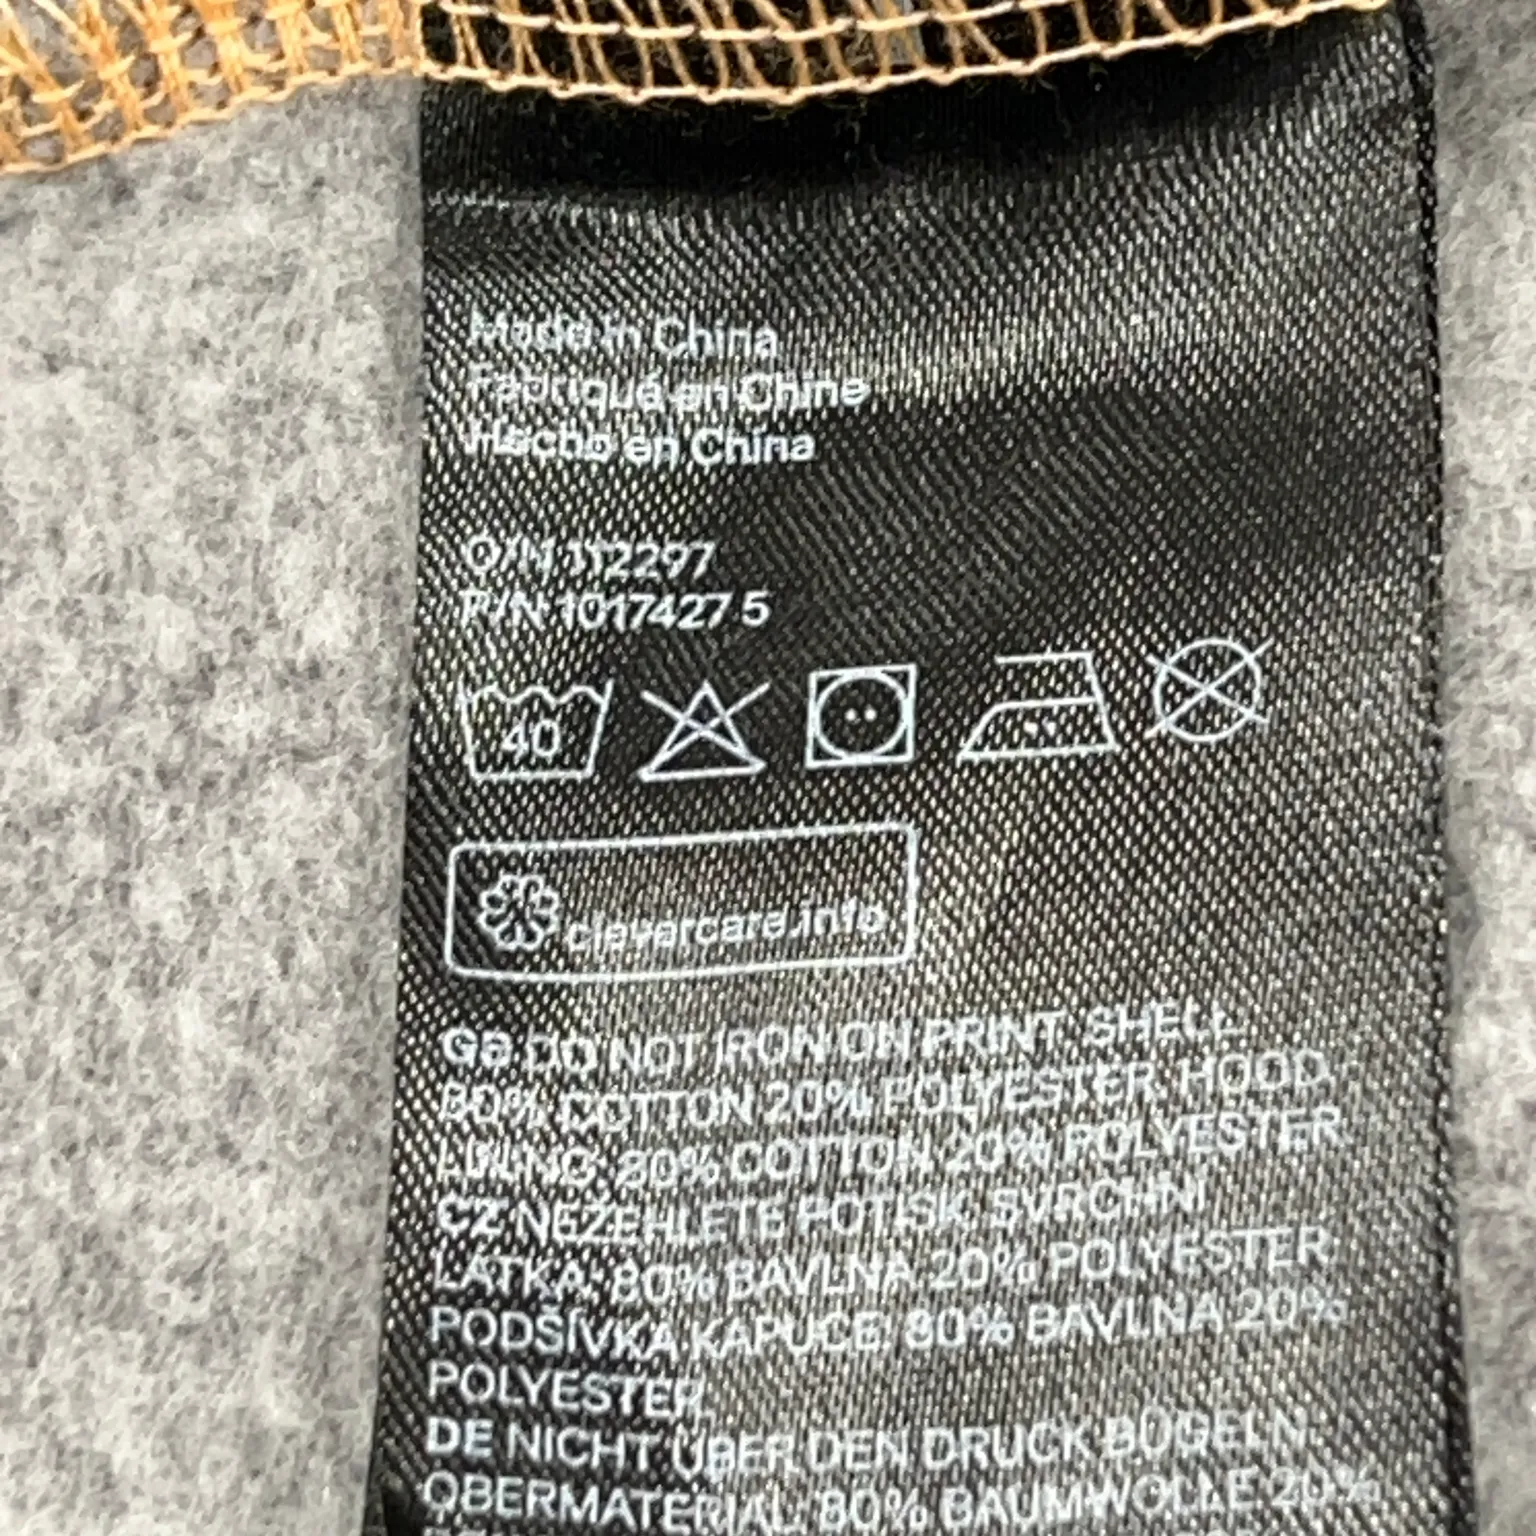 Made in China
Fabriqué en Chine
Hecho en China
O/N 112297
P/N 1017427 5
40
clevercare.info
GB DO NOT IRON ON PRINT. SHELL:
80% COTTON 20% POLYESTER. HOOD
LINING: 80% COTTON 20% POLYESTER
CZ NEŽEHLETE POTISK. SVRCHNÍ
LÁTKA: 80% BAVLNA 20% POLYESTER.
PODŠÍVKA KAPUCE: 80% BAVLNA 20%
POLYESTER.
DE NICHT ÜBER DEN DRUCK BÜGELN.
OBERMATERIAL: 80% BAUMWOLLE 20%